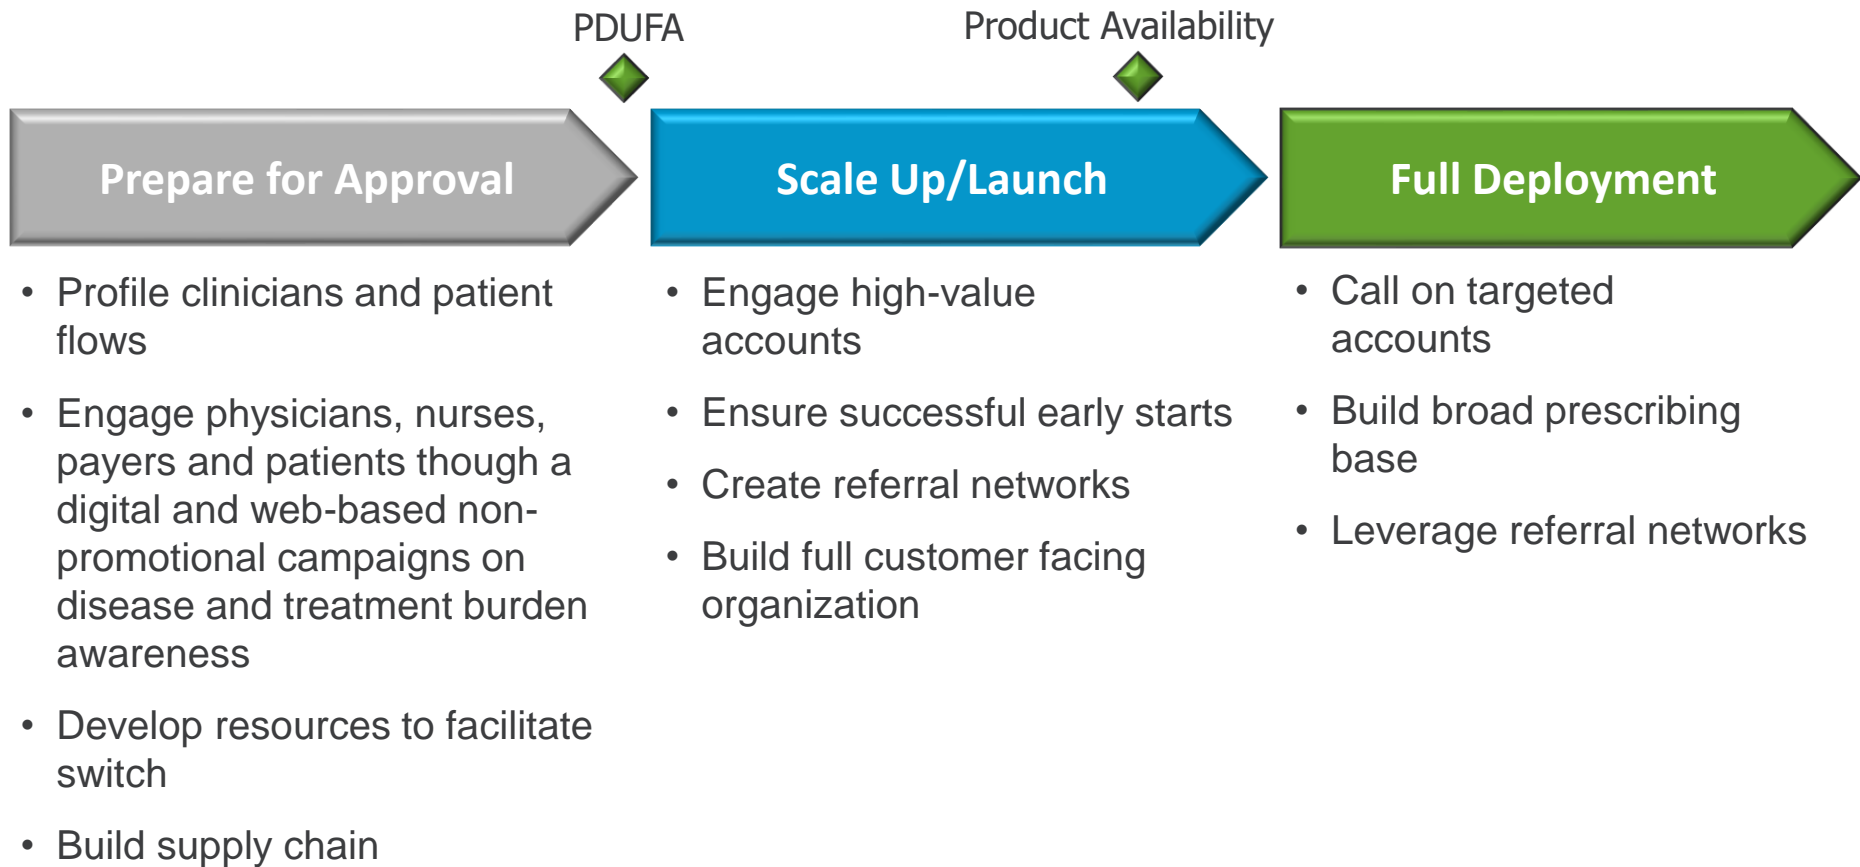 PDUFA
Product Availability
Prepare for Approval
Scale Up/Launch
Full Deployment
• Profile clinicians and patient
flows
• Engage physicians, nurses,
payers and patients though a
digital and web-based non-
promotional campaigns on
disease and treatment burden
awareness
• Develop resources to facilitate
switch
• Build supply chain
• Engage high-value
accounts
• Ensure successful early starts
• Create referral networks
• Build full customer facing
organization
• Call on targeted
accounts
• Build broad prescribing
base
• Leverage referral networks